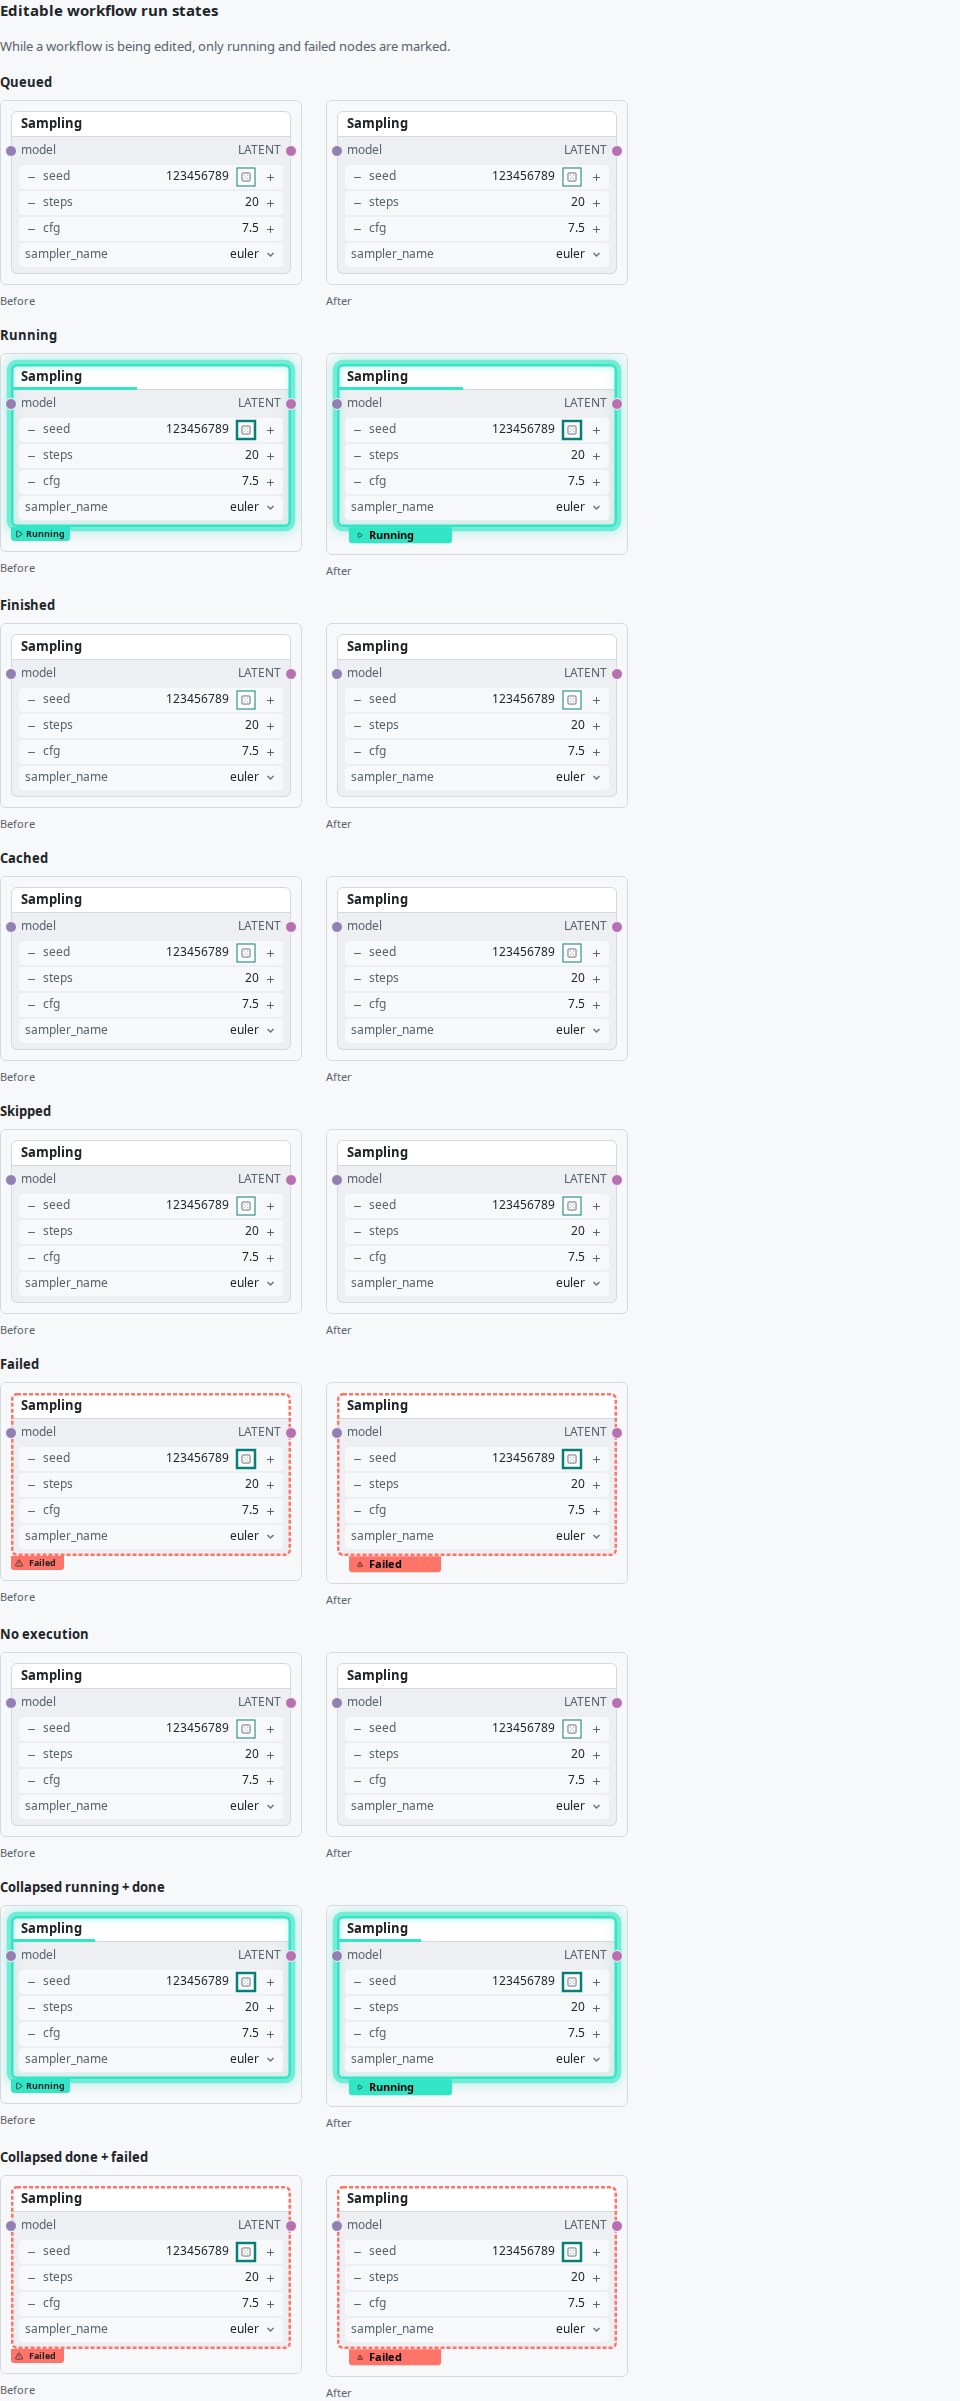 Editable workflow run states
While a workflow is being edited, only running and failed nodes are marked.
Queued
Sampling
model LATENT
– seed 123456789 +
– steps 20 +
– cfg 7.5 +
sampler_name euler
Before
Sampling
model LATENT
– seed 123456789 +
– steps 20 +
– cfg 7.5 +
sampler_name euler
After
Running
Sampling
model LATENT
– seed 123456789 +
– steps 20 +
– cfg 7.5 +
sampler_name euler
Running
Before
Sampling
model LATENT
– seed 123456789 +
– steps 20 +
– cfg 7.5 +
sampler_name euler
Running
After
Finished
Sampling
model LATENT
– seed 123456789 +
– steps 20 +
– cfg 7.5 +
sampler_name euler
Before
Sampling
model LATENT
– seed 123456789 +
– steps 20 +
– cfg 7.5 +
sampler_name euler
After
Cached
Sampling
model LATENT
– seed 123456789 +
– steps 20 +
– cfg 7.5 +
sampler_name euler
Before
Sampling
model LATENT
– seed 123456789 +
– steps 20 +
– cfg 7.5 +
sampler_name euler
After
Skipped
Sampling
model LATENT
– seed 123456789 +
– steps 20 +
– cfg 7.5 +
sampler_name euler
Before
Sampling
model LATENT
– seed 123456789 +
– steps 20 +
– cfg 7.5 +
sampler_name euler
After
Failed
Sampling
model LATENT
– seed 123456789 +
– steps 20 +
– cfg 7.5 +
sampler_name euler
Failed
Before
Sampling
model LATENT
– seed 123456789 +
– steps 20 +
– cfg 7.5 +
sampler_name euler
Failed
After
No execution
Sampling
model LATENT
– seed 123456789 +
– steps 20 +
– cfg 7.5 +
sampler_name euler
Before
Sampling
model LATENT
– seed 123456789 +
– steps 20 +
– cfg 7.5 +
sampler_name euler
After
Collapsed running + done
Sampling
model LATENT
– seed 123456789 +
– steps 20 +
– cfg 7.5 +
sampler_name euler
Running
Before
Sampling
model LATENT
– seed 123456789 +
– steps 20 +
– cfg 7.5 +
sampler_name euler
Running
After
Collapsed done + failed
Sampling
model LATENT
– seed 123456789 +
– steps 20 +
– cfg 7.5 +
sampler_name euler
Failed
Before
Sampling
model LATENT
– seed 123456789 +
– steps 20 +
– cfg 7.5 +
sampler_name euler
Failed
After